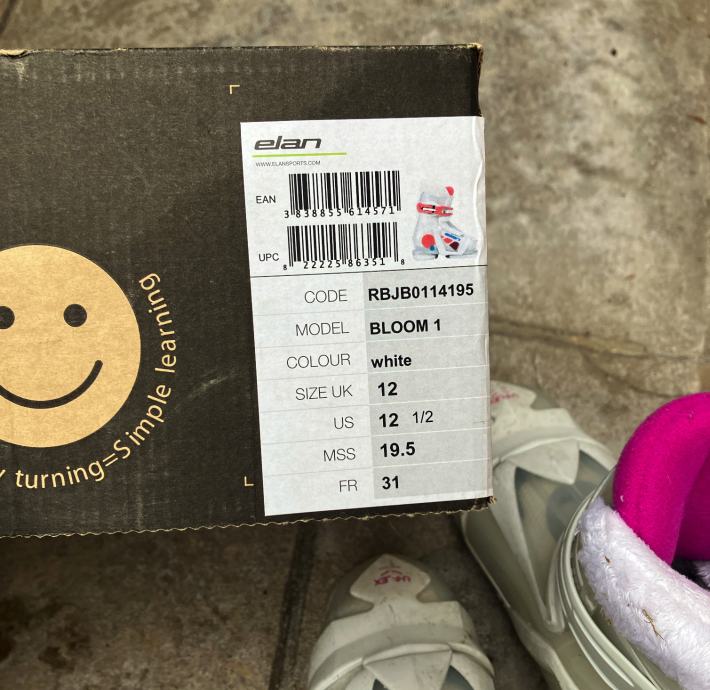 elan
WWW.ELANSPORTS.COM
EAN
3 838855 614571
UPC
8 22225 86351 8
CODE RBJB0114195
MODEL BLOOM 1
COLOUR white
SIZE UK 12
US 12 1/2
MSS 19.5
FR 31
turning=Simple learning